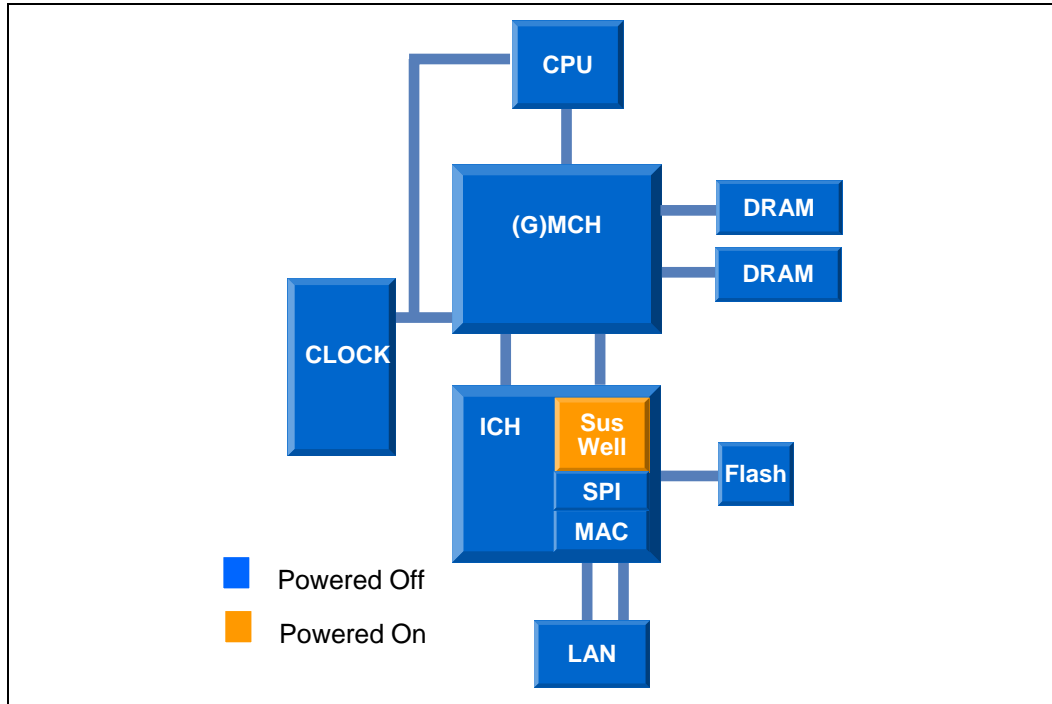 CPU
(G)MCH
DRAM
DRAM
CLOCK
ICH
Sus
Well
SPI
MAC
Flash
LAN
Powered Off
Powered On